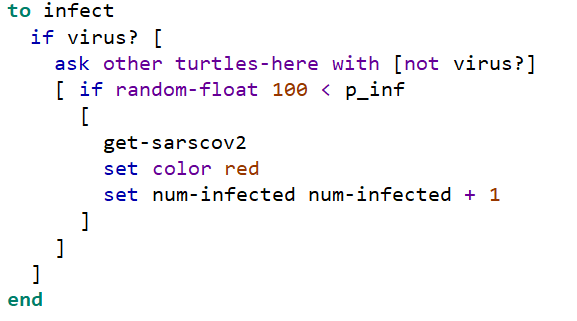 to infect
  if virus? [
    ask other turtles-here with [not virus?]
    [ if random-float 100 < p_inf
      [
        get-sarscov2
        set color red
        set num-infected num-infected + 1
      ]
    ]
  ]
end